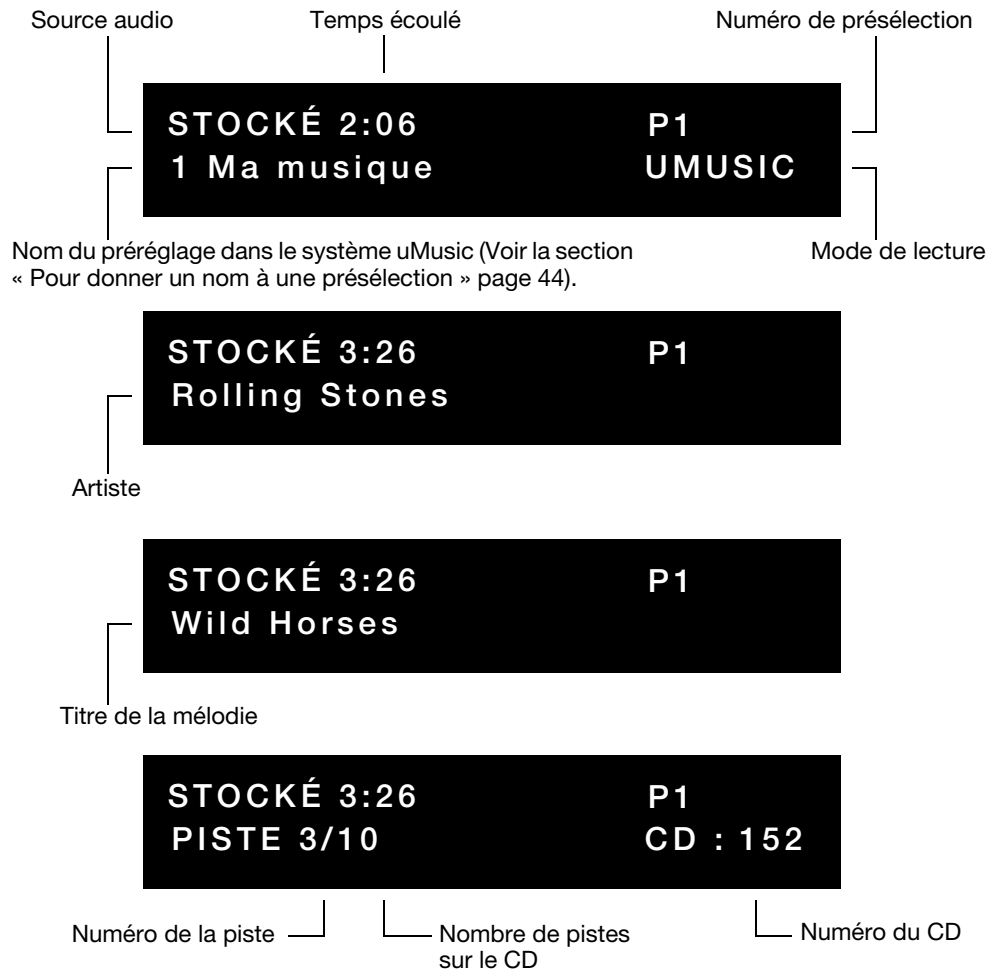 Source audio Temps écoulé Numéro de présélection
STOCKÉ 2:06 P1
1 Ma musique UMUSIC
Nom du préréglage dans le système uMusic (Voir la section Mode de lecture
« Pour donner un nom à une présélection » page 44).
STOCKÉ 3:26 P1
Rolling Stones
Artiste
STOCKÉ 3:26 P1
Wild Horses
Titre de la mélodie
STOCKÉ 3:26 P1
PISTE 3/10 CD : 152
Numéro de la piste Nombre de pistes Numéro du CD
sur le CD